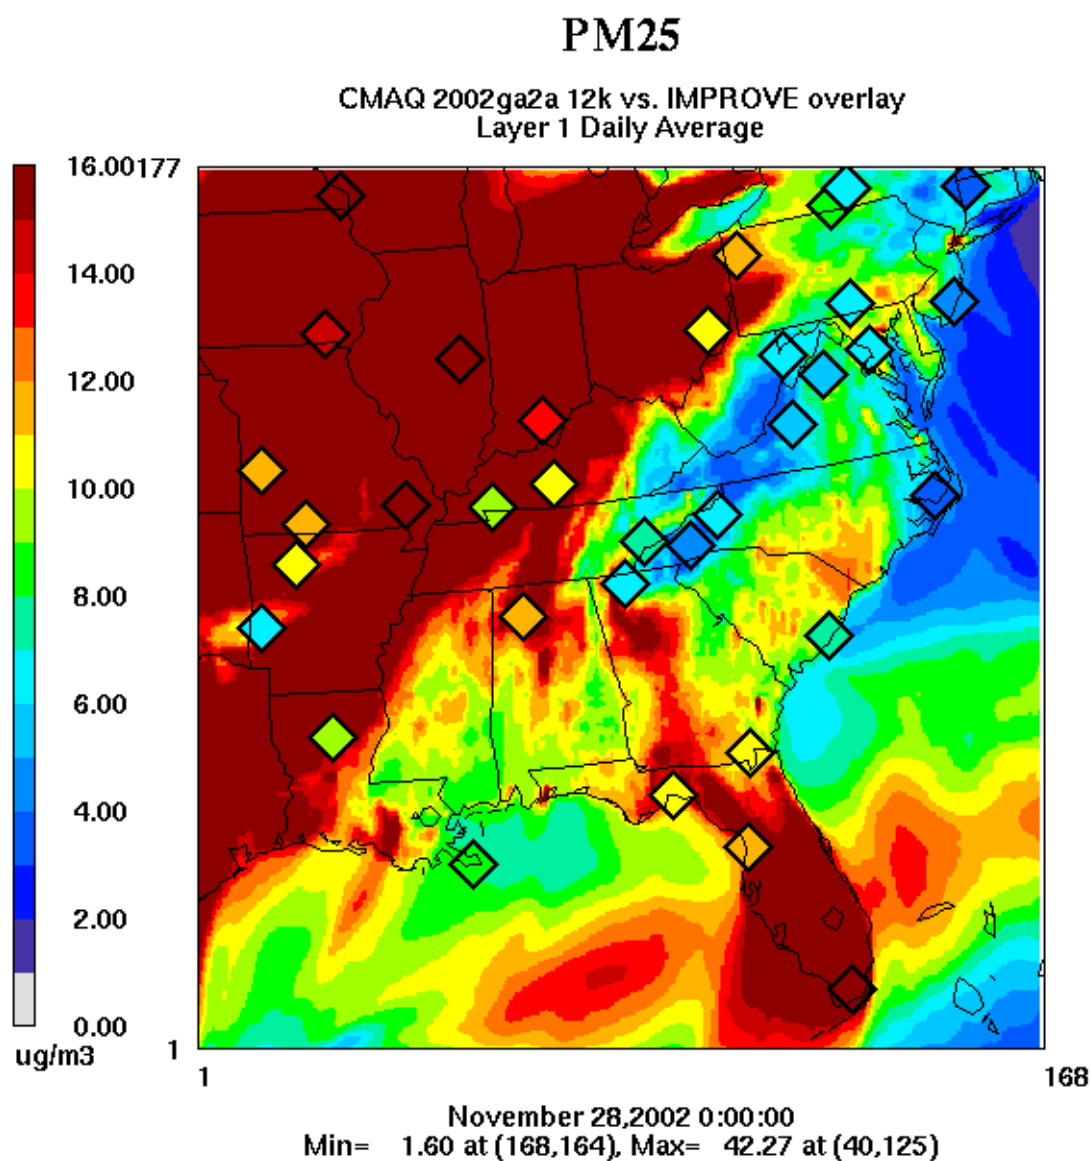 PM25
CMAQ 2002ga2a 12k vs. IMPROVE overlay
Layer 1 Daily Average
16.00
14.00
12.00
10.00
8.00
6.00
4.00
2.00
0.00
ug/m3
177
1
1
168
November 28,2002 0:00:00
Min= 1.60 at (168,164), Max= 42.27 at (40,125)